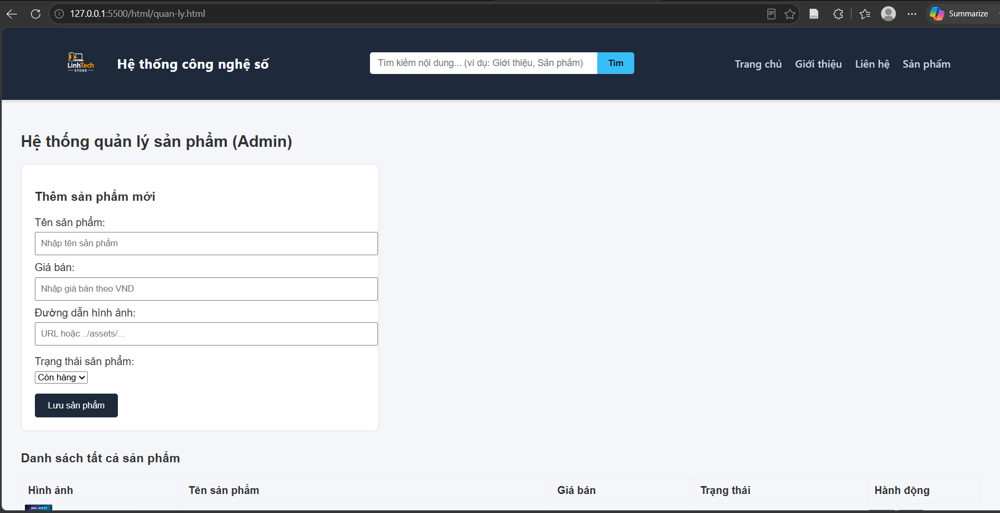 127.0.0.1:5500/html/quan-ly.html
Summarize
LinhTech
STORE
Hệ thống công nghệ số
Tìm kiếm nội dung... (ví dụ: Giới thiệu, Sản phẩm)
Tìm
Trang chủ
Giới thiệu
Liên hệ
Sản phẩm
Hệ thống quản lý sản phẩm (Admin)
Thêm sản phẩm mới
Tên sản phẩm:
Nhập tên sản phẩm
Giá bán:
Nhập giá bán theo VND
Đường dẫn hình ảnh:
URL hoặc ../assets/...
Trạng thái sản phẩm:
Còn hàng
Lưu sản phẩm
Danh sách tất cả sản phẩm
Hình ảnh
Tên sản phẩm
Giá bán
Trạng thái
Hành động